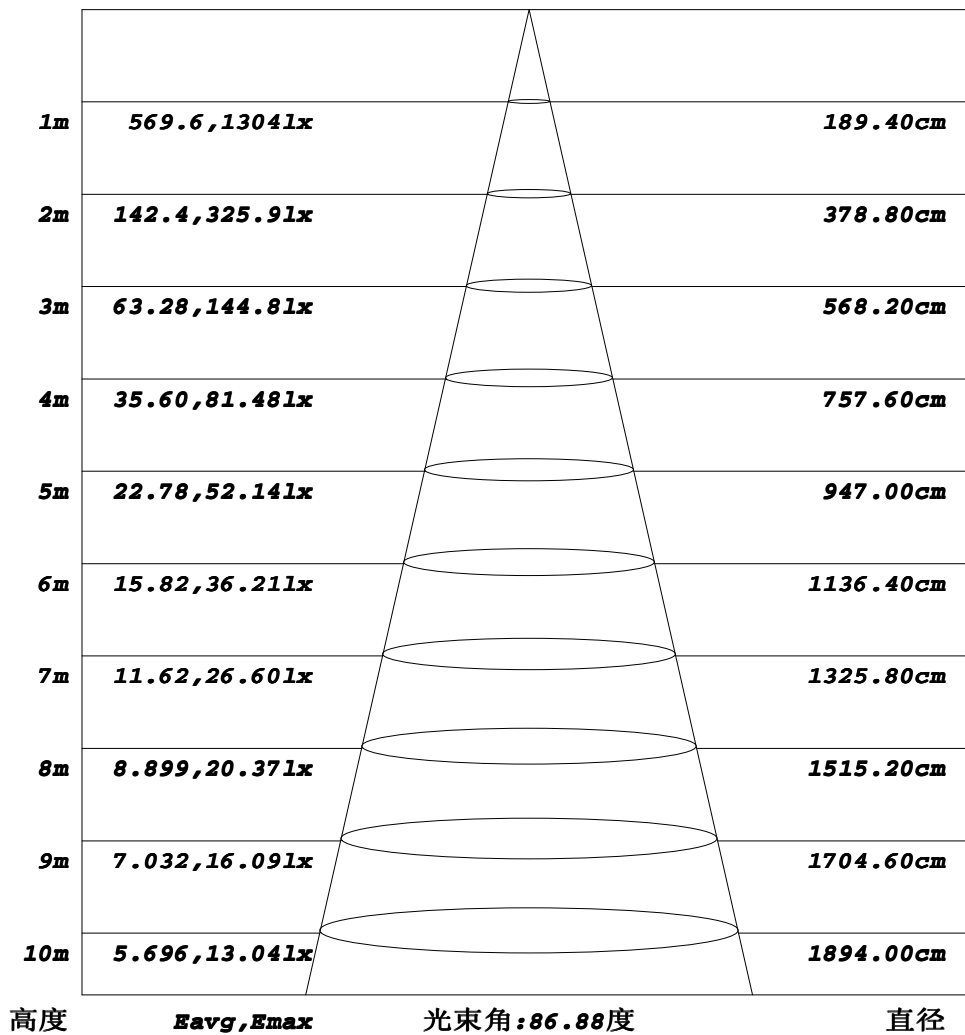 1m 569.6,1304lx 189.40cm
2m 142.4,325.9lx 378.80cm
3m 63.28,144.8lx 568.20cm
4m 35.60,81.48lx 757.60cm
5m 22.78,52.14lx 947.00cm
6m 15.82,36.21lx 1136.40cm
7m 11.62,26.60lx 1325.80cm
8m 8.899,20.37lx 1515.20cm
9m 7.032,16.09lx 1704.60cm
10m 5.696,13.04lx 1894.00cm
高度 Eavg,Emax 光束角:86.88度 直径